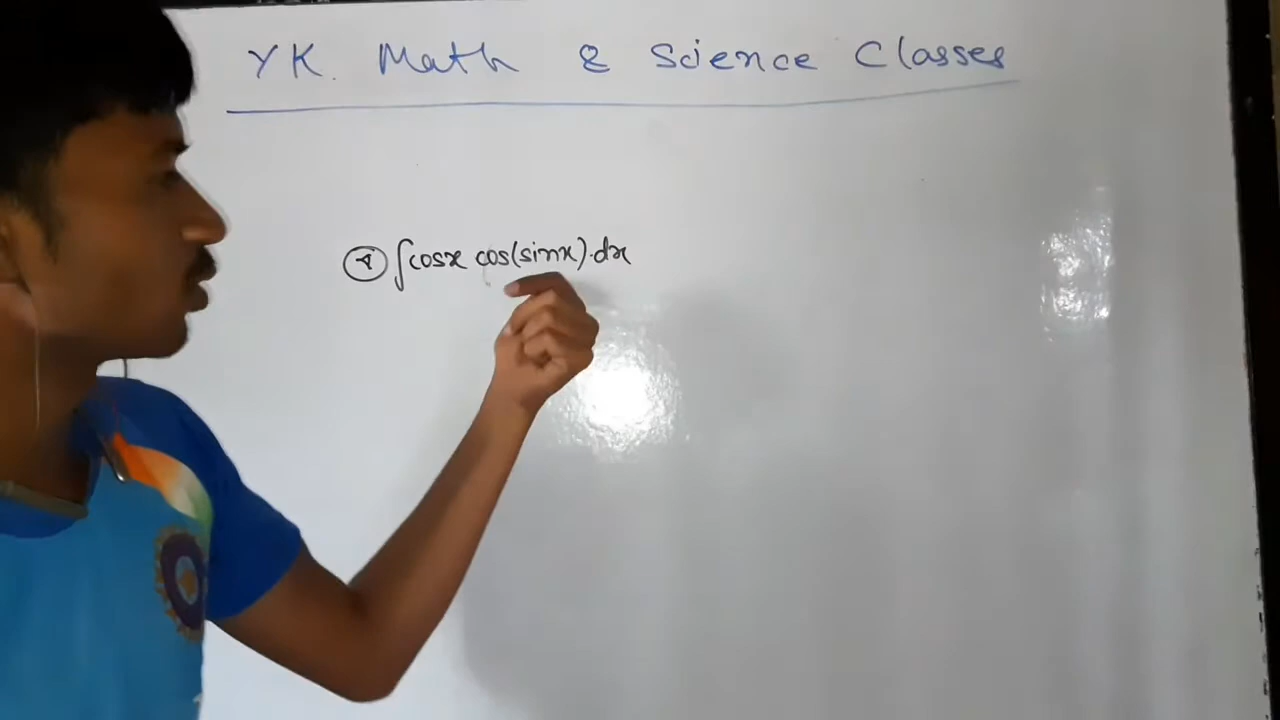 YK. Math & Science Classes
④ ∫cosx cos(sinx).dx